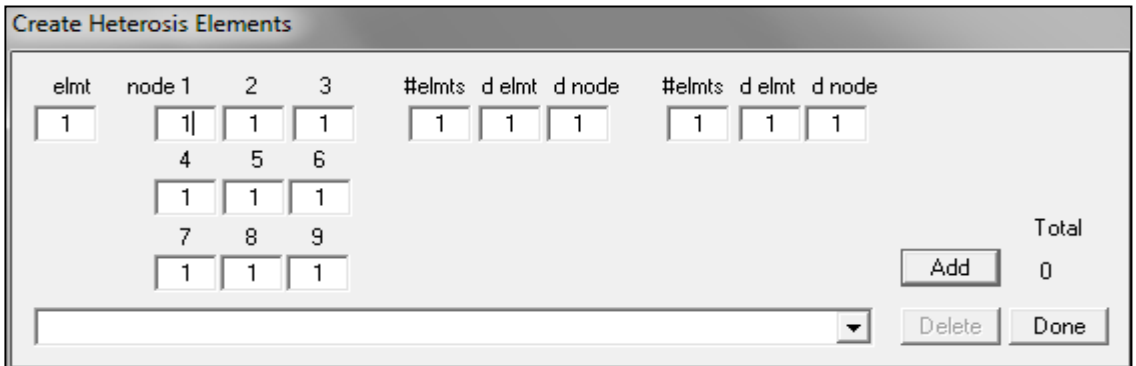 Create Heterosis Elements
elmt node 1 2 3 #elmts d elmt d node #elmts d elmt d node
1 1 1 1 1 1 1 1 1 1
4 5 6
1 1 1
7 8 9
Total
1 1 1
Add 0
Delete Done